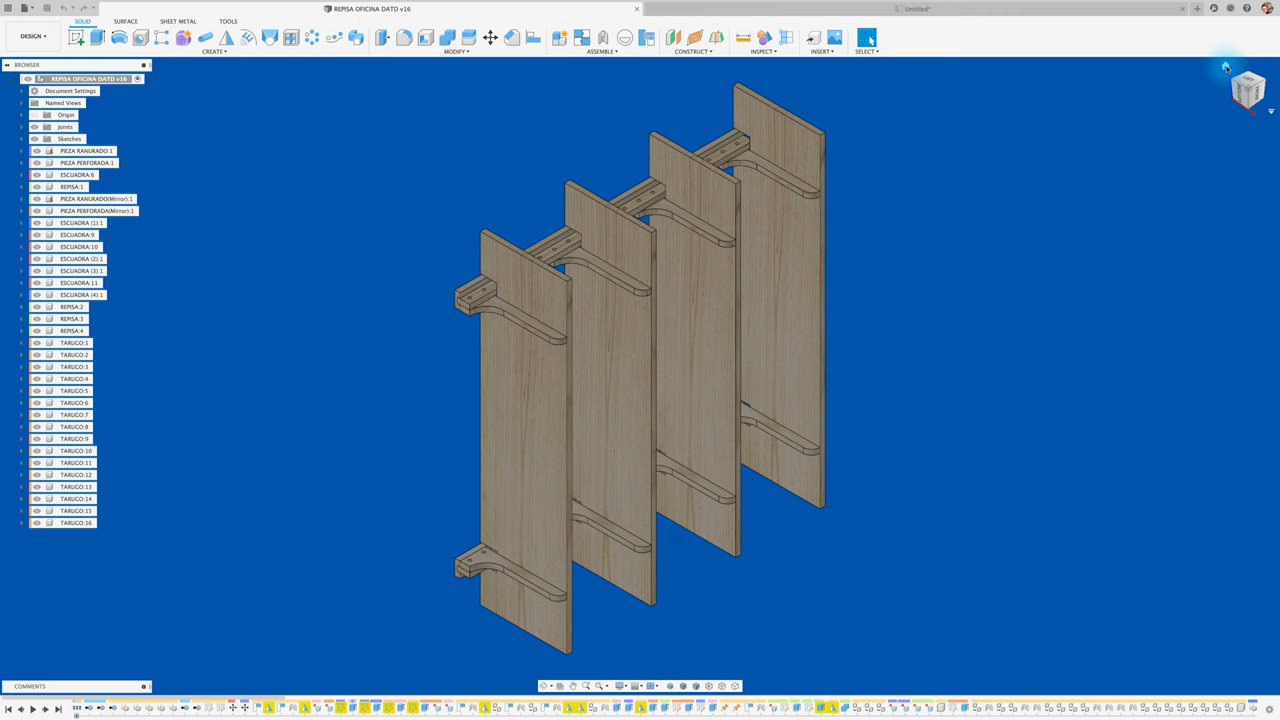 REPISA OFICINA DATD v16
Untitled*
SOLID
SURFACE
SHEET METAL
TOOLS
DESIGN
CREATE
MODIFY
ASSEMBLE
CONSTRUCT
INSPECT
INSERT
SELECT
BROWSER
REPISA OFICINA DATD v16
Document Settings
Named Views
Origin
Joints
Sketches
PIEZA RANURADO:1
PIEZA PERFORADA:1
ESCUADRA:6
REPISA:1
PIEZA RANURADO(Mirror):1
PIEZA PERFORADA(Mirror):1
ESCUADRA (1):1
ESCUADRA:9
ESCUADRA:10
ESCUADRA (2):1
ESCUADRA (3):1
ESCUADRA:11
ESCUADRA (4):1
REPISA:2
REPISA:3
REPISA:4
TARUGO:1
TARUGO:2
TARUGO:3
TARUGO:4
TARUGO:5
TARUGO:6
TARUGO:7
TARUGO:8
TARUGO:9
TARUGO:10
TARUGO:11
TARUGO:12
TARUGO:13
TARUGO:14
TARUGO:15
TARUGO:16
COMMENTS